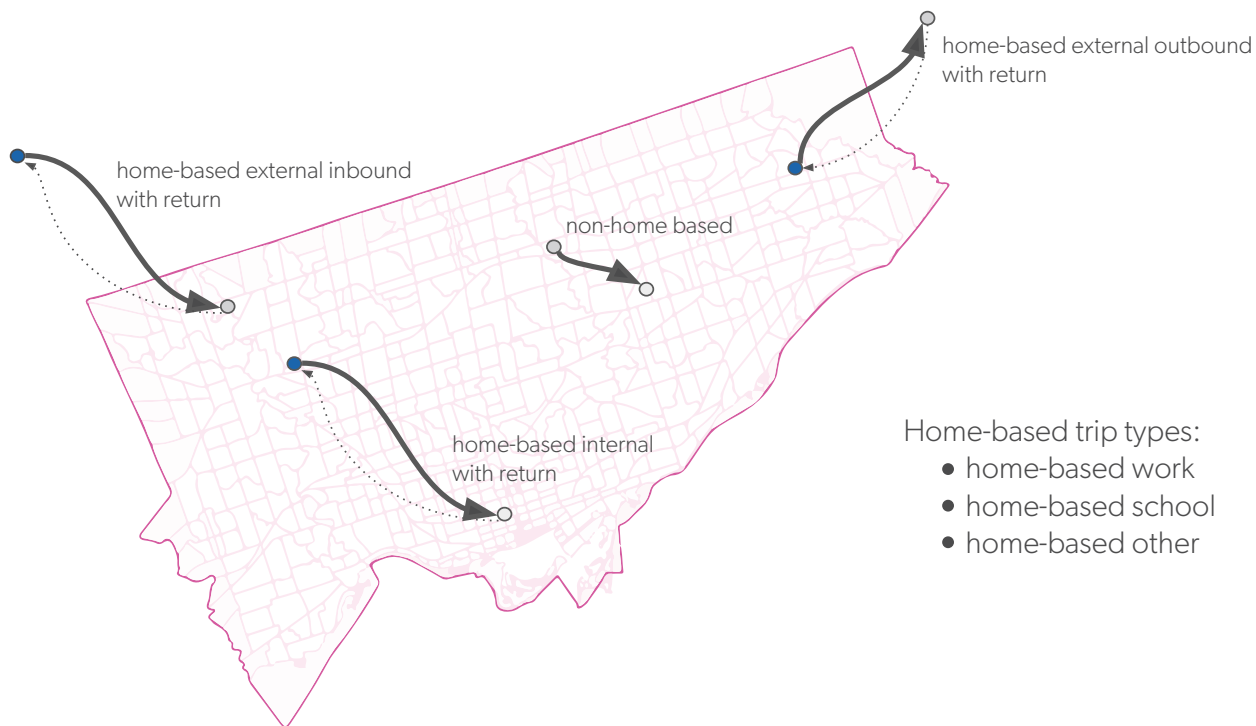 home-based external outbound
with return
home-based external inbound
with return
non-home based
home-based internal
with return
Home-based trip types:
• home-based work
• home-based school
• home-based other